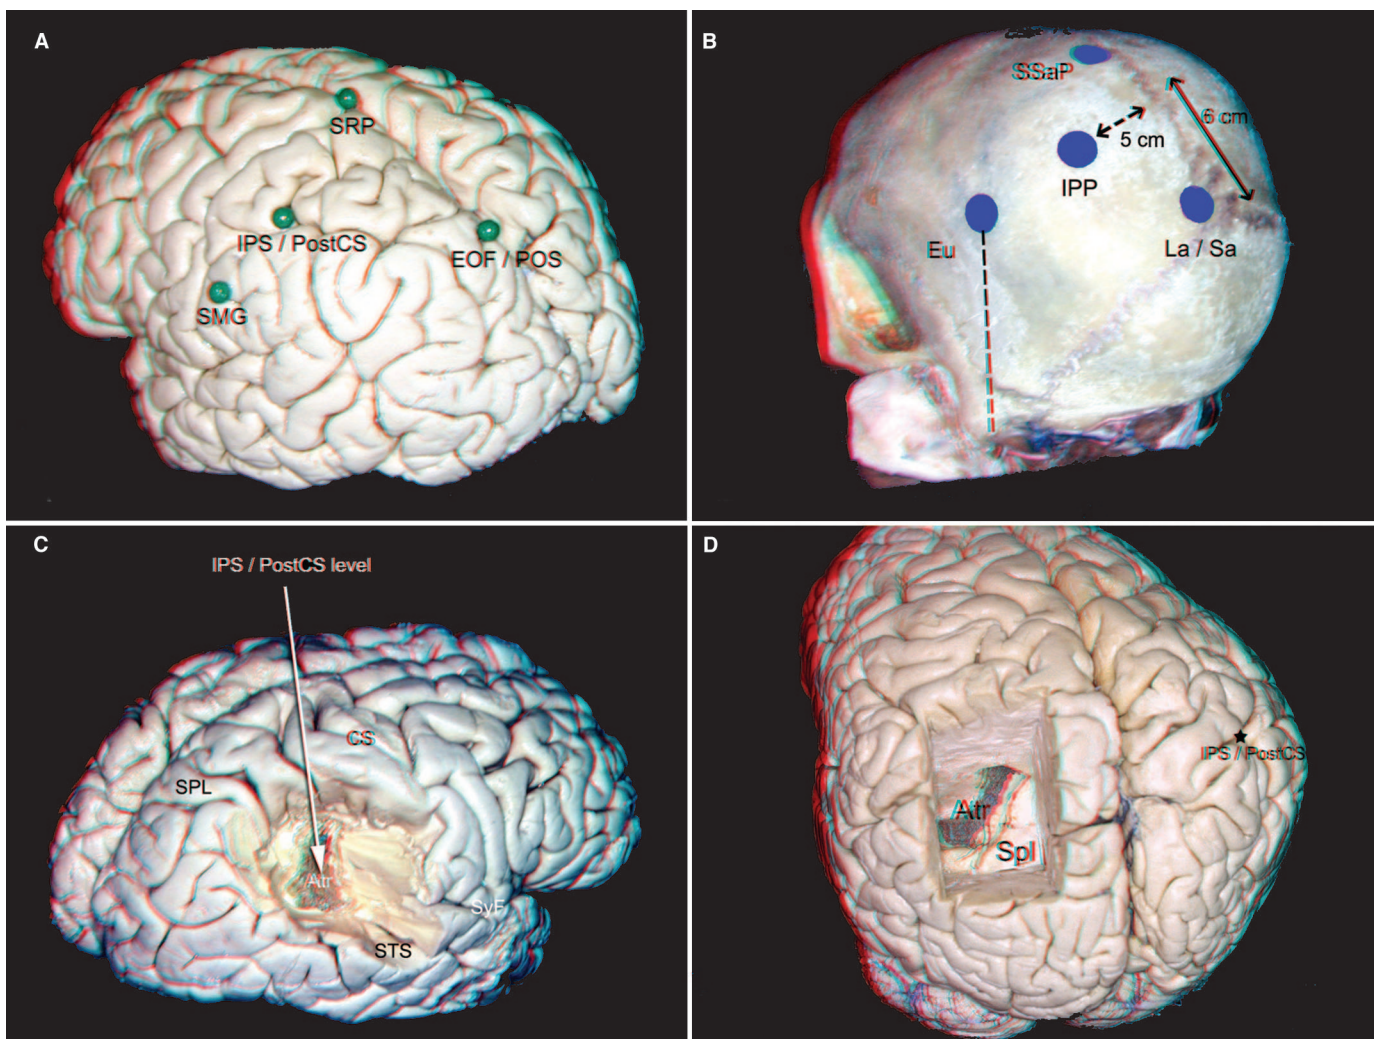 A
SRP
IPS / PostCS
EOF / POS
SMG
B
SSaP
6 cm
5 cm
IPP
Eu
La / Sa
C
IPS / PostCS level
CS
SPL
Atr
SyF
STS
D
IPS / PostCS
Atr
Spl